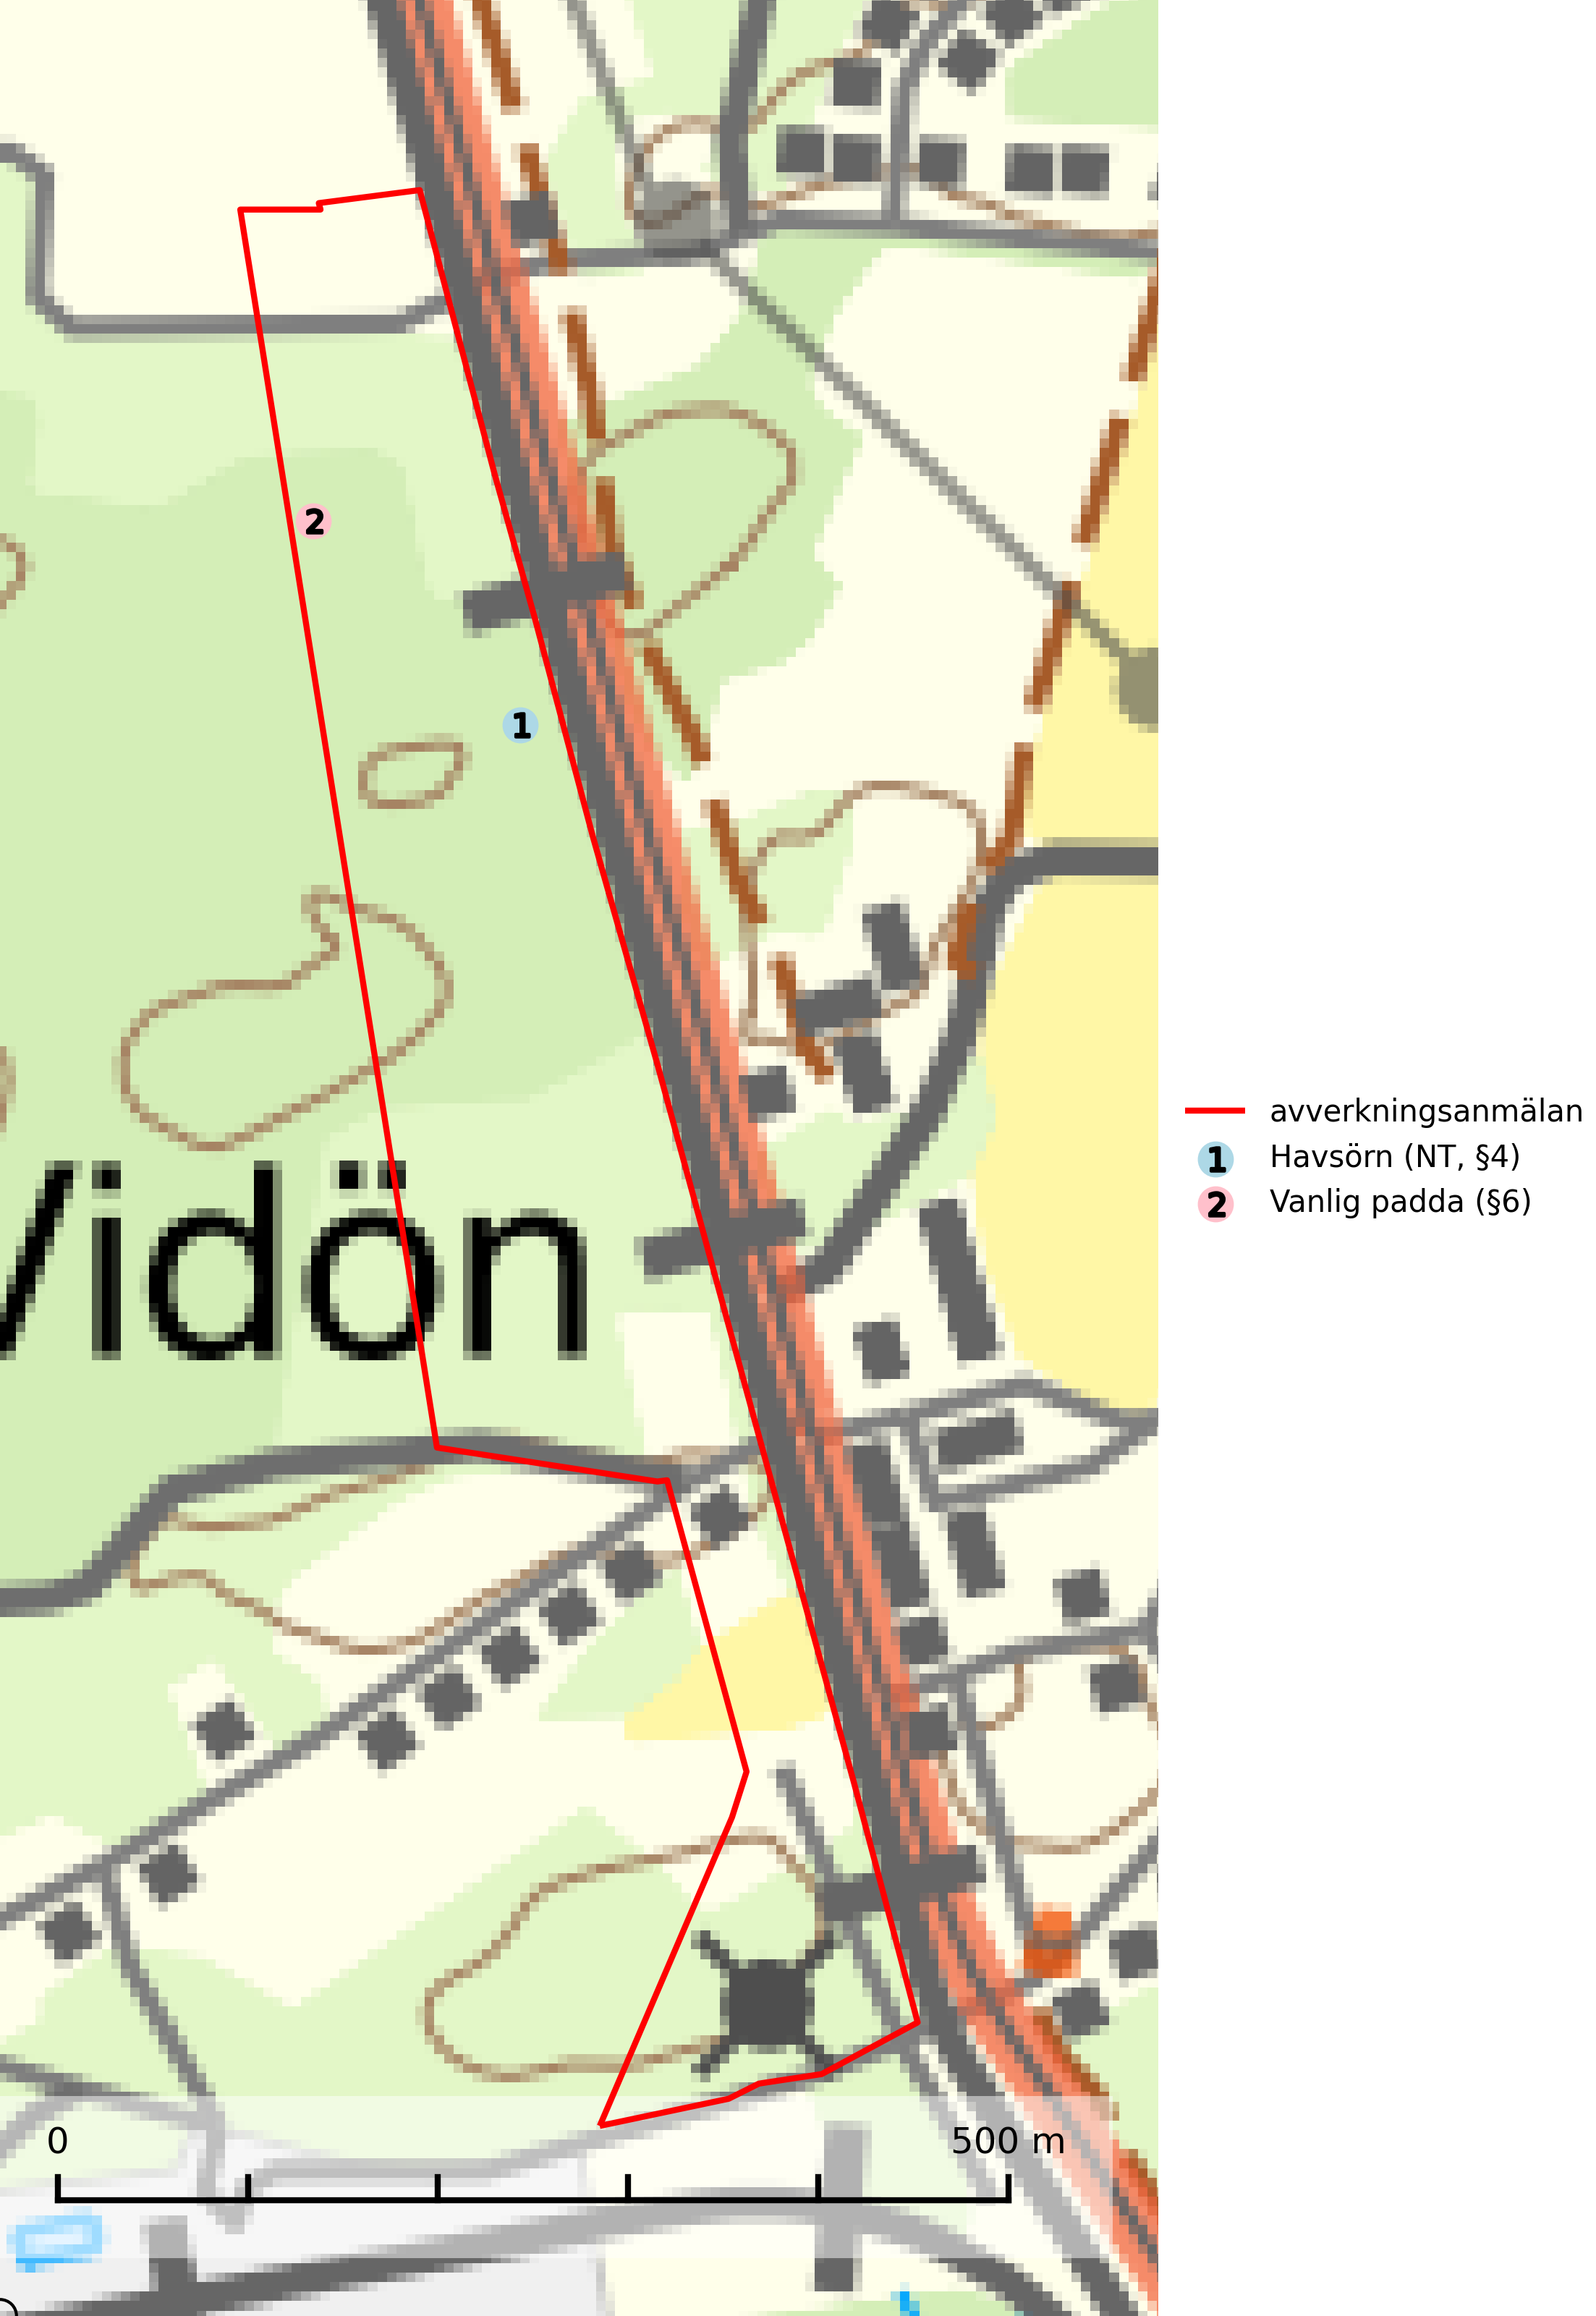 2
1
Vidön
avverkningsanmälan
1 Havsörn (NT, §4)
2 Vanlig padda (§6)
0 500 m